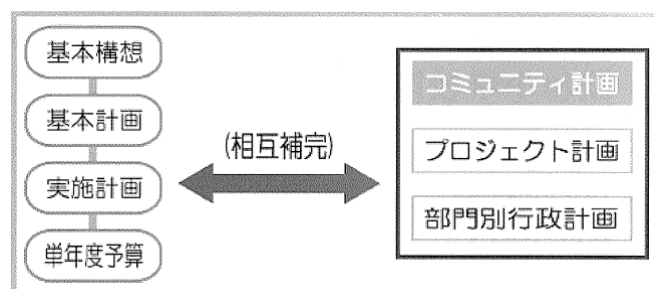 基本構想
基本計画
実施計画
単年度予算
(相互補完)
コミュニティ計画
プロジェクト計画
部門別行政計画